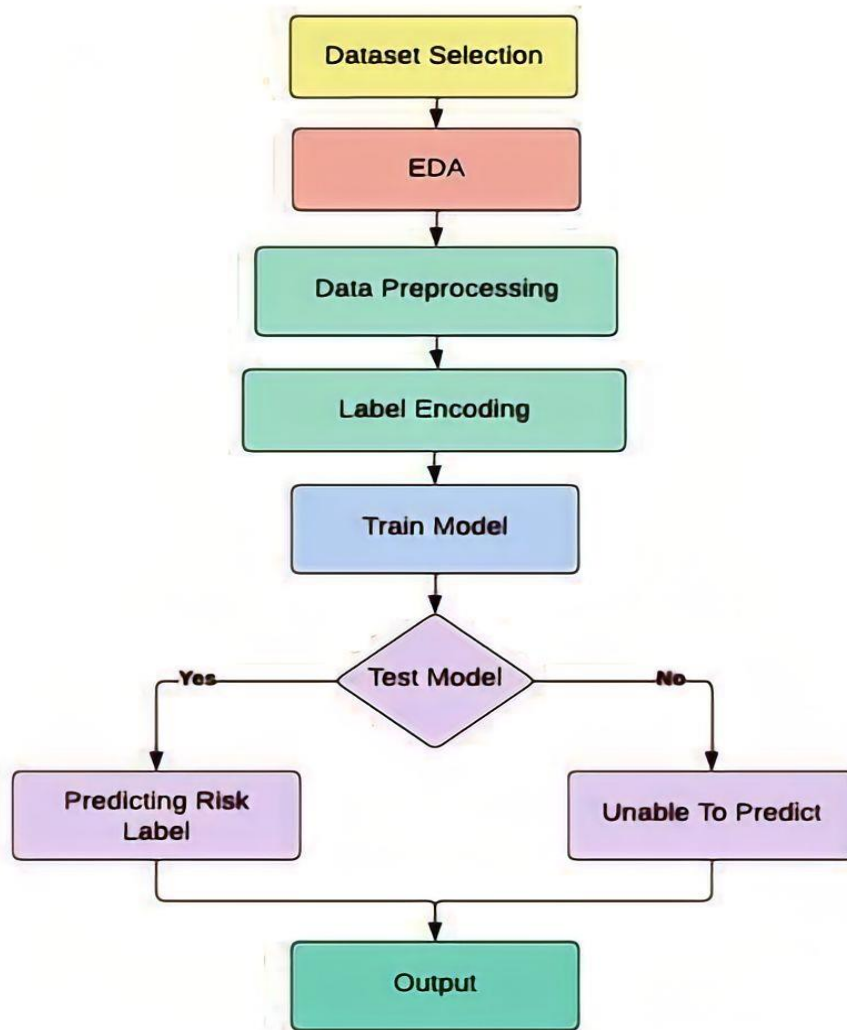 Dataset Selection
EDA
Data Preprocessing
Label Encoding
Train Model
Test Model
Yes
No
Predicting Risk
Label
Unable To Predict
Output